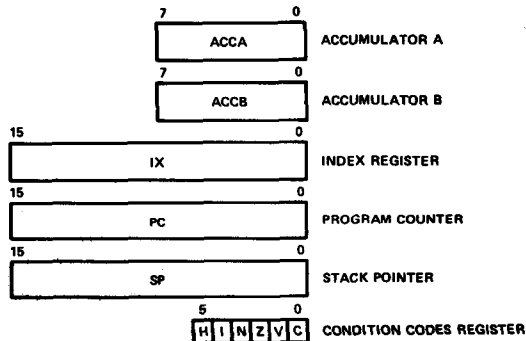 7 0
ACCA ACCUMULATOR A
7 0
ACCB ACCUMULATOR B
15 0
IX INDEX REGISTER
15 0
PC PROGRAM COUNTER
15 0
SP STACK POINTER
5 0
H I N Z V C CONDITION CODES REGISTER